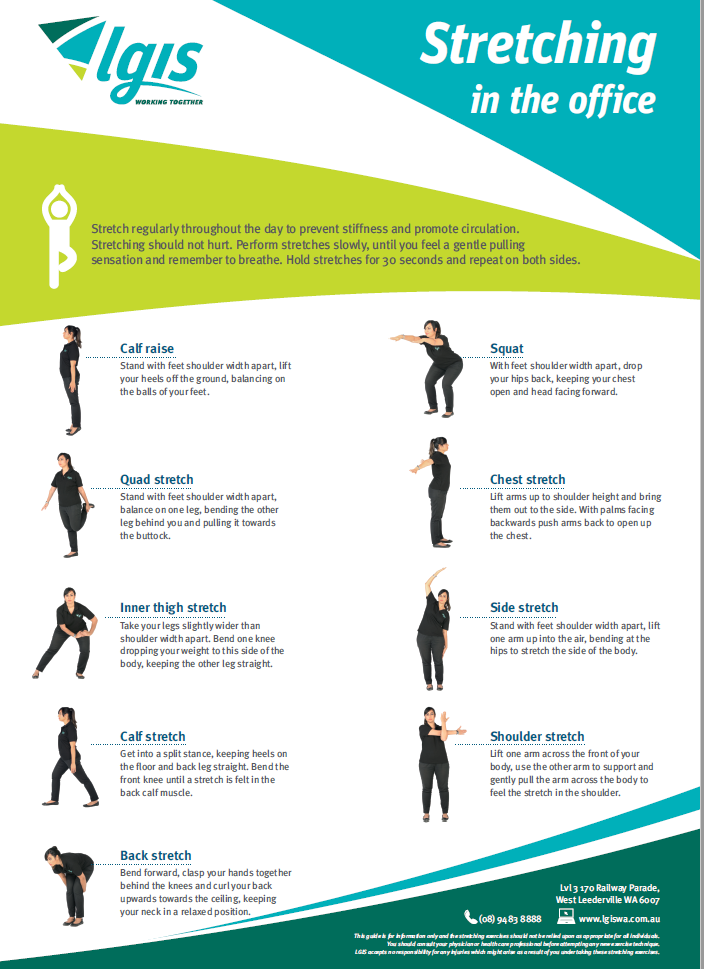 lgis
WORKING TOGETHER
Stretching
in the office
Stretch regularly throughout the day to prevent stiffness and promote circulation.
Stretching should not hurt. Perform stretches slowly, until you feel a gentle pulling
sensation and remember to breathe. Hold stretches for 30 seconds and repeat on both sides.
Calf raise
Stand with feet shoulder width apart, lift
your heels off the ground, balancing on
the balls of your feet.
Quad stretch
Stand with feet shoulder width apart,
balance on one leg, bending the other
leg behind you and pulling it towards
the buttock.
Inner thigh stretch
Take your legs slightly wider than
shoulder width apart. Bend one knee
dropping your weight to this side of the
body, keeping the other leg straight.
Calf stretch
Get into a split stance, keeping heels on
the floor and back leg straight. Bend the
front knee until a stretch is felt in the
back calf muscle.
Back stretch
Bend forward, clasp your hands together
behind the knees and curl your back
upwards towards the ceiling, keeping
your neck in a relaxed position.
Squat
With feet shoulder width apart, drop
your hips back, keeping your chest
open and head facing forward.
Chest stretch
Lift arms up to shoulder height and bring
them out to the side. With palms facing
backwards push arms back to open up
the chest.
Side stretch
Stand with feet shoulder width apart, lift
one arm up into the air, bending at the
hips to stretch the side of the body.
Shoulder stretch
Lift one arm across the front of your
body, use the other arm to support and
gently pull the arm across the body to
feel the stretch in the shoulder.
Lvl 3 170 Railway Parade,
West Leederville WA 6007
(08) 9483 8888 www.lgiswa.com.au
This guide is for information only and the stretching exercises should not be relied upon as appropriate for all individuals.
You should consult your physician or health care professional before attempting any new exercise technique.
LGIS accepts no responsibility for any injuries which might arise as a result of you undertaking these stretching exercises.